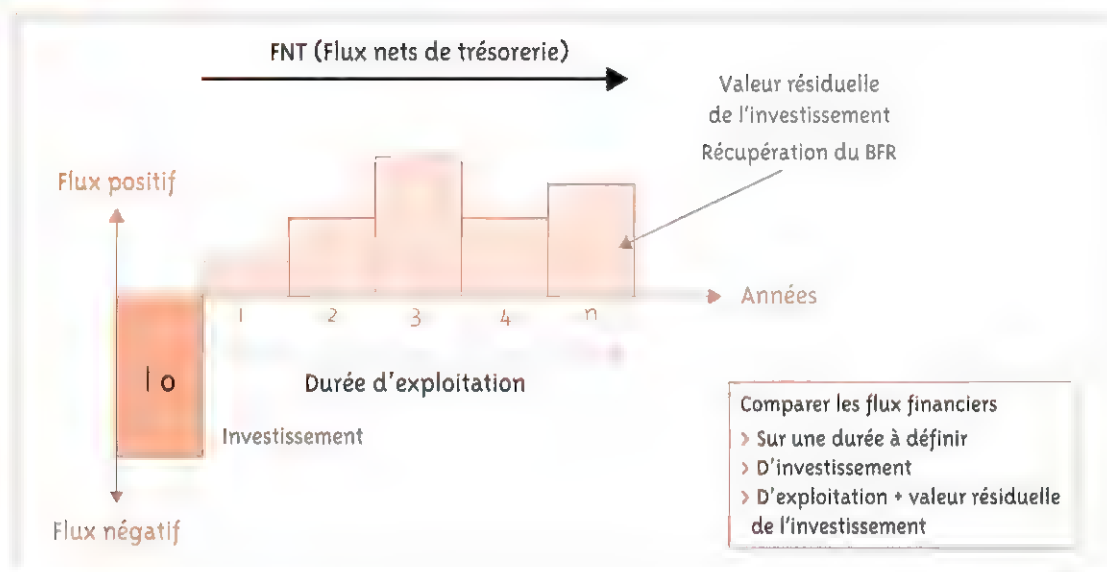 FNT (Flux nets de trésorerie)
Valeur résiduelle
de l'investissement
Récupération du BFR
Flux positif
Années
1 2 3 4 n
I o
Durée d'exploitation
Investissement
Flux négatif
Comparer les flux financiers
> Sur une durée à définir
> D'investissement
> D'exploitation + valeur résiduelle
de l'investissement